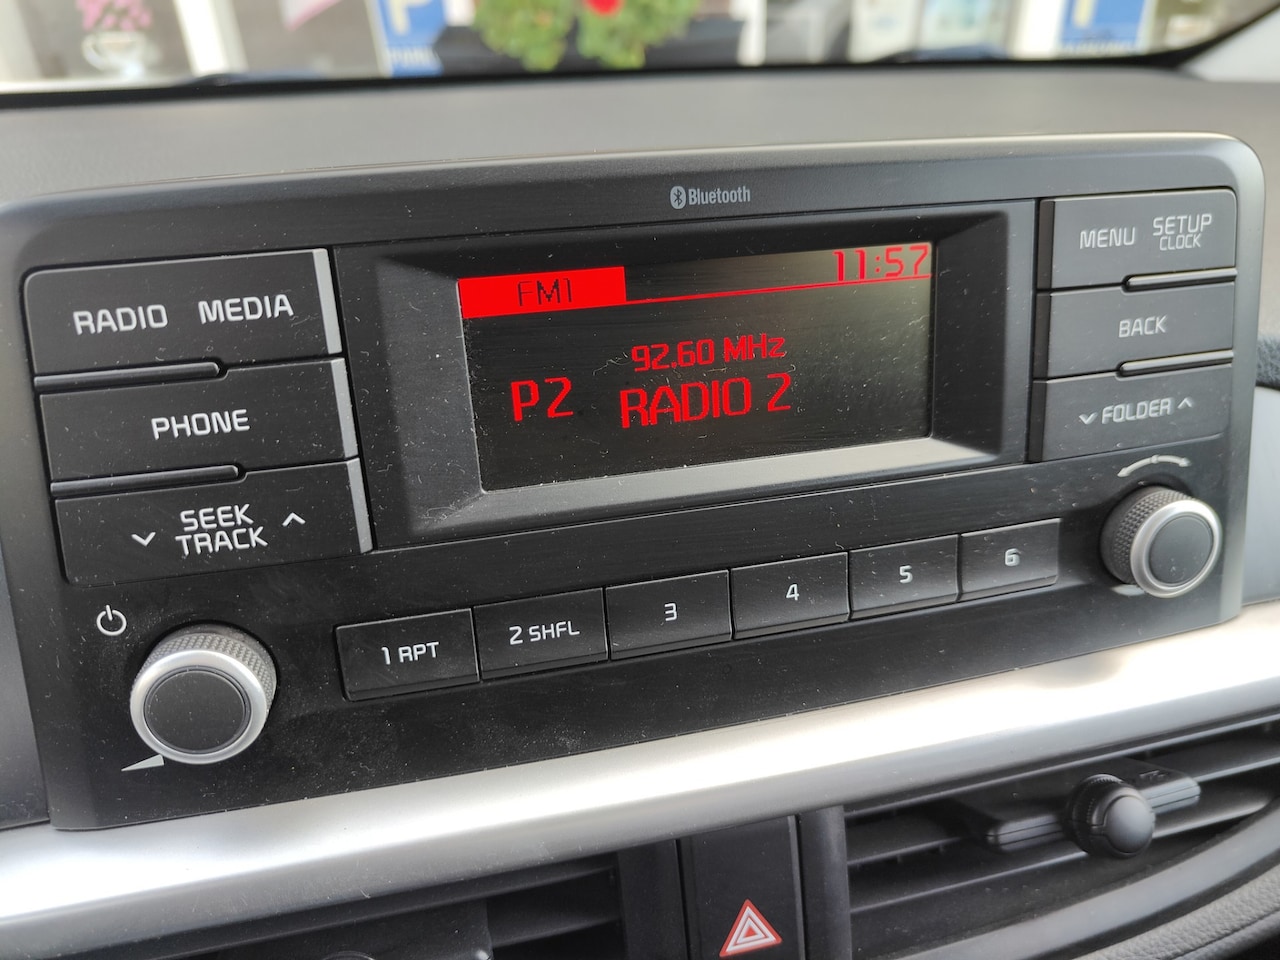 Bluetooth
RADIO MEDIA
PHONE
SEEK
TRACK
FM1 11:57
92.60 MHz
P2 RADIO 2
MENU SETUP
CLOCK
BACK
FOLDER
1 RPT 2 SHFL 3 4 5 6